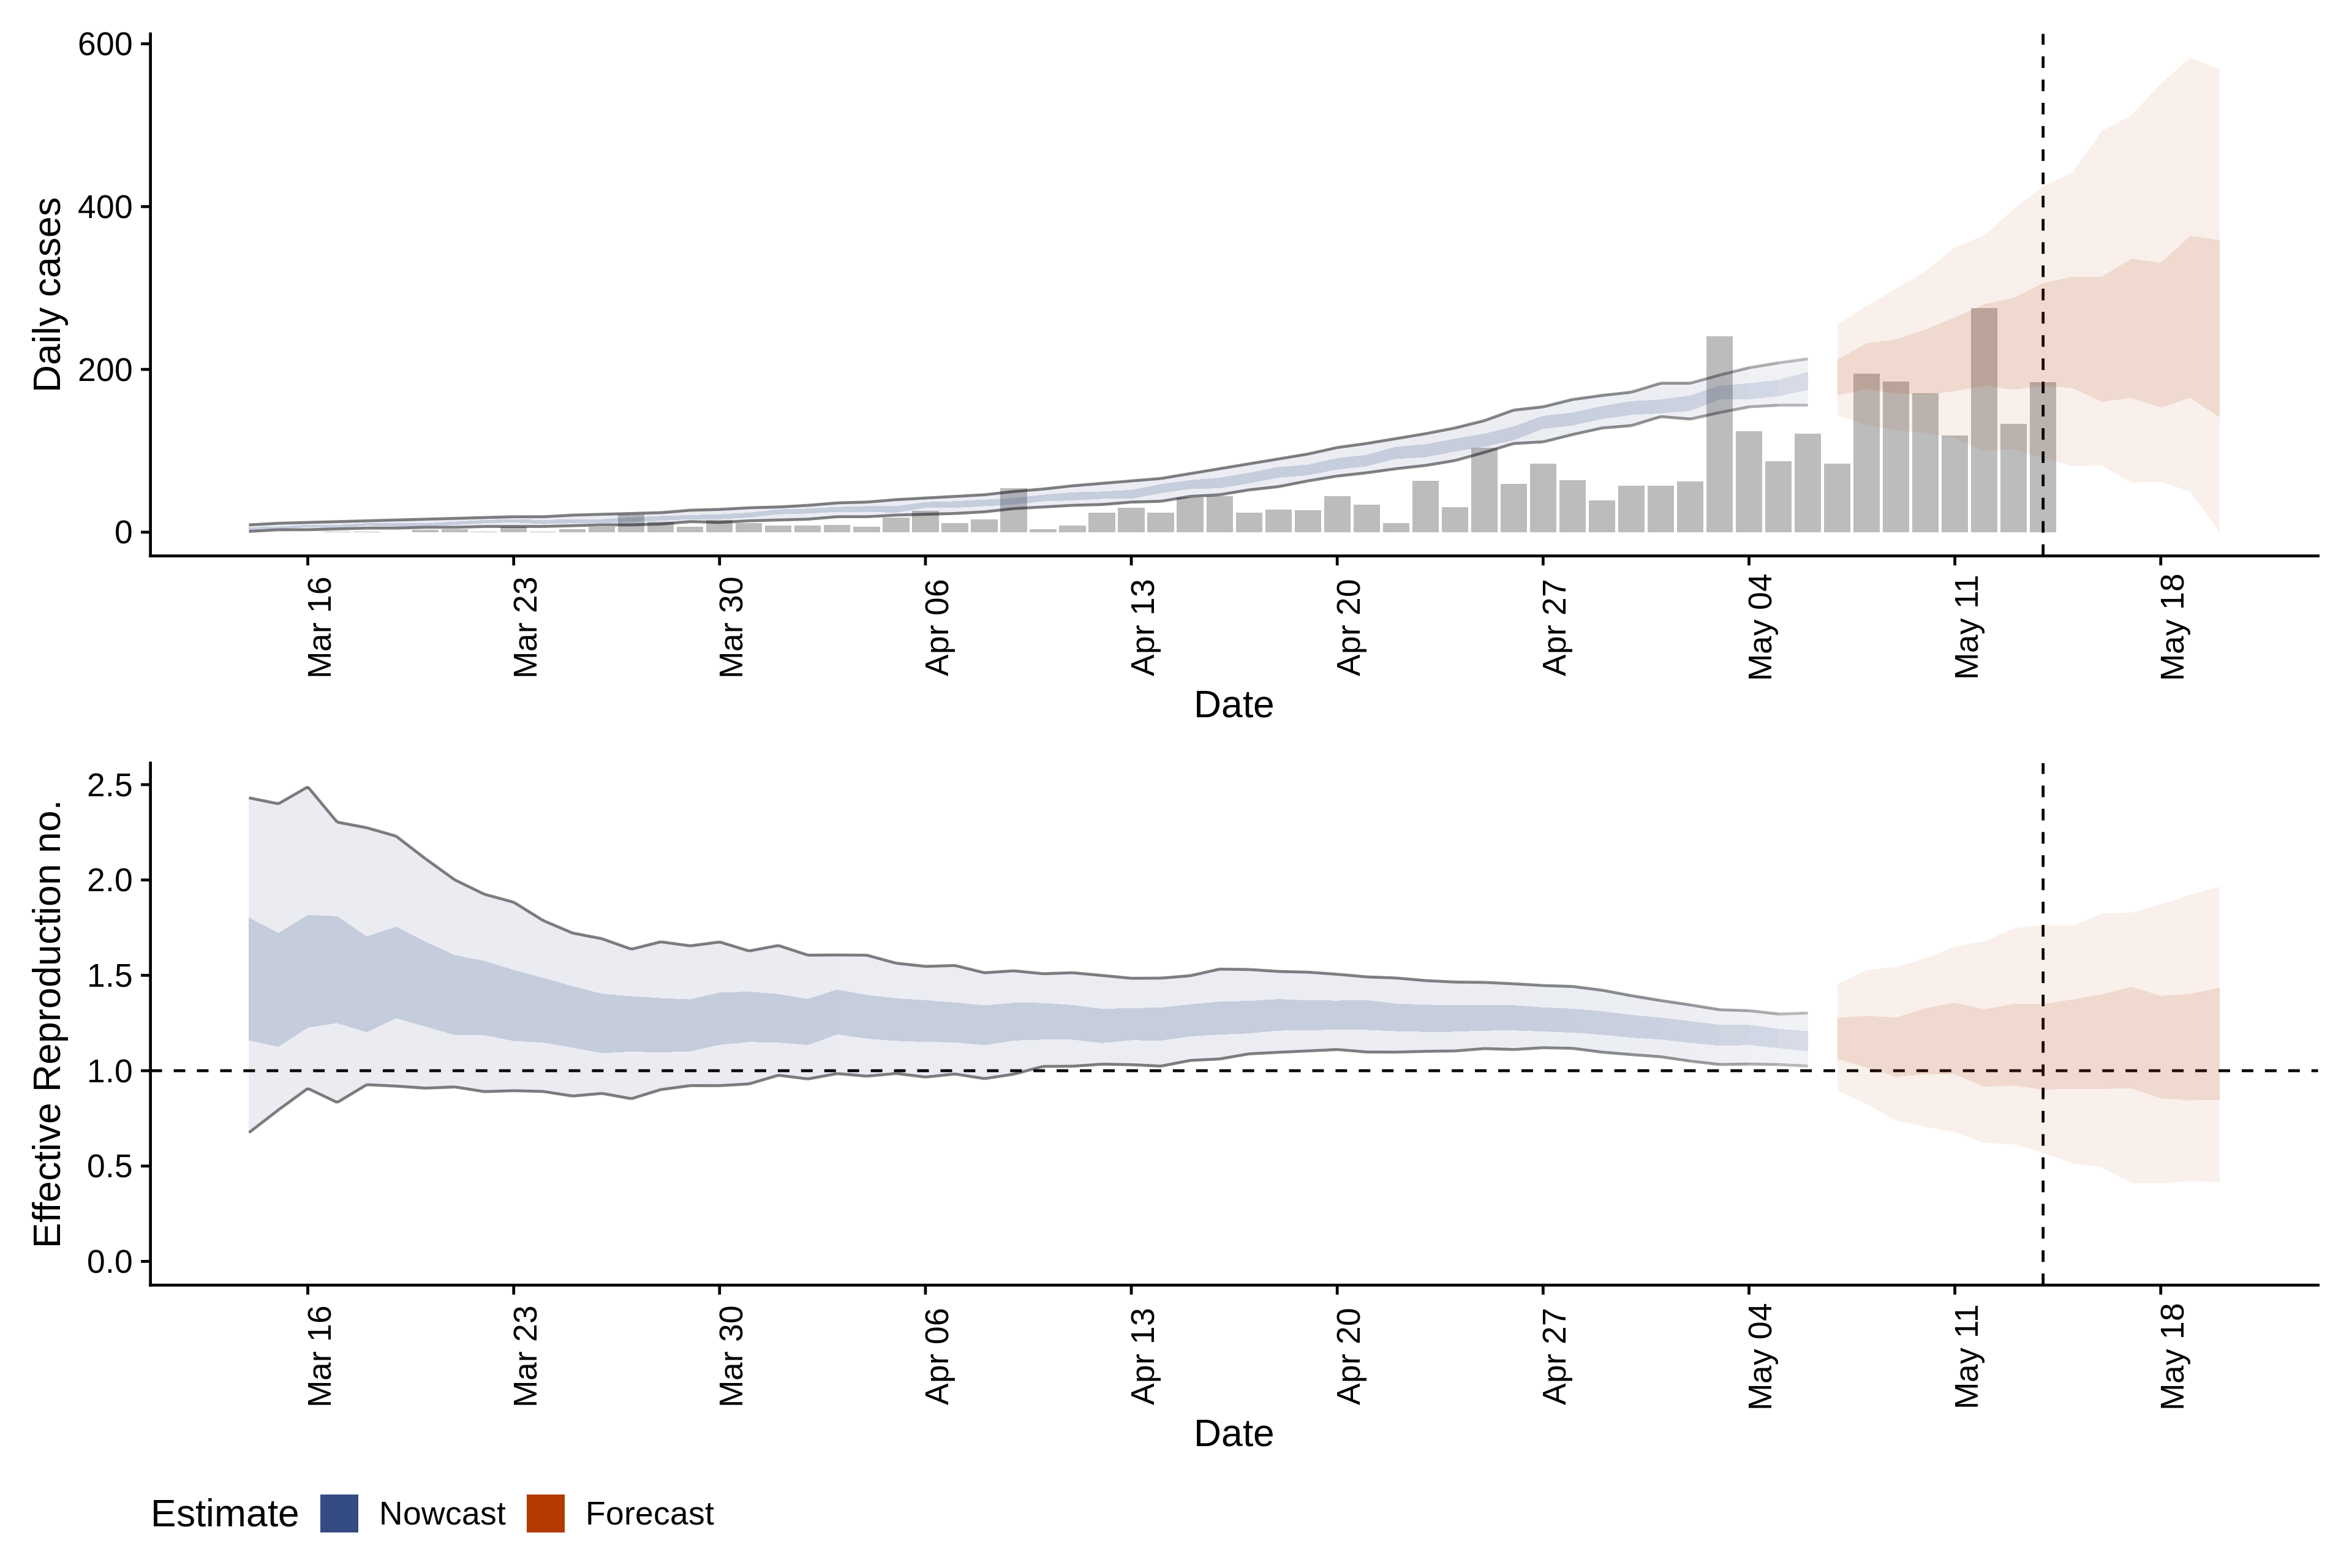 Daily cases
600
400
200
0
Mar 16
Mar 23
Mar 30
Apr 06
Apr 13
Apr 20
Apr 27
May 04
May 11
May 18
Date
Effective Reproduction no.
2.5
2.0
1.5
1.0
0.5
0.0
Mar 16
Mar 23
Mar 30
Apr 06
Apr 13
Apr 20
Apr 27
May 04
May 11
May 18
Date
Estimate Nowcast Forecast